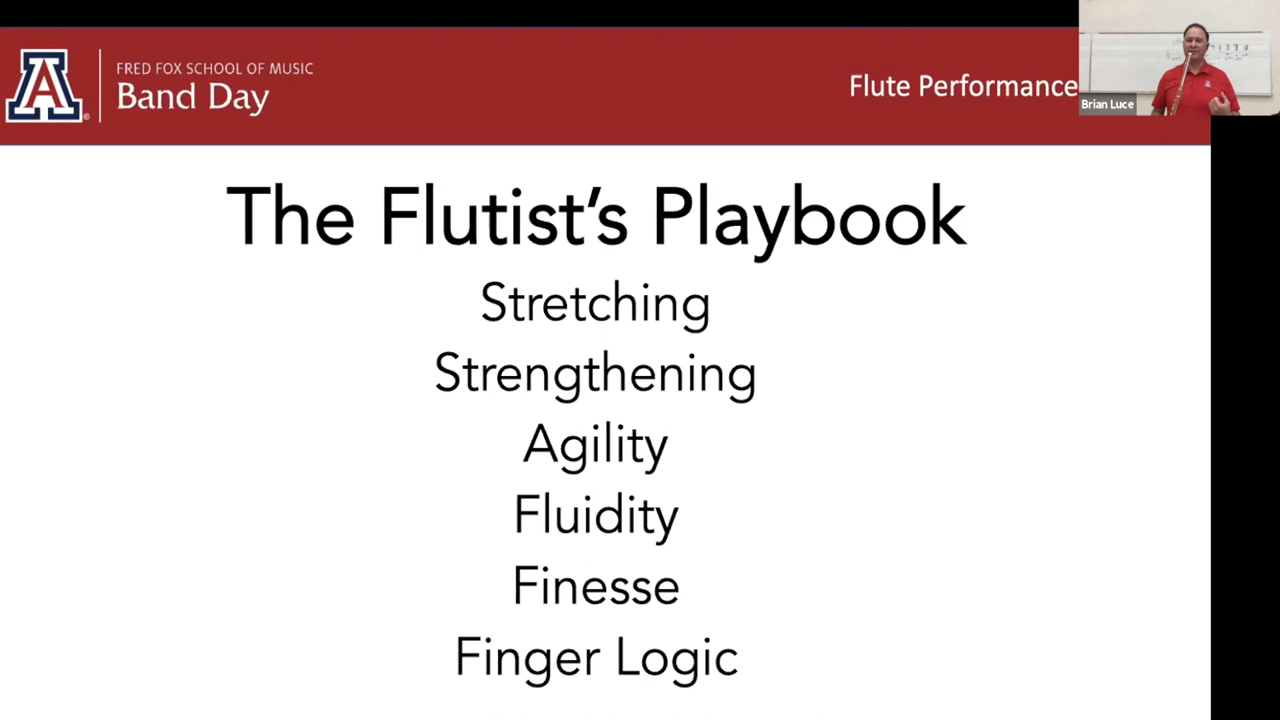 A
FRED FOX SCHOOL OF MUSIC
Band Day
Flute Performance
Brian Luce
The Flutist’s Playbook
Stretching
Strengthening
Agility
Fluidity
Finesse
Finger Logic